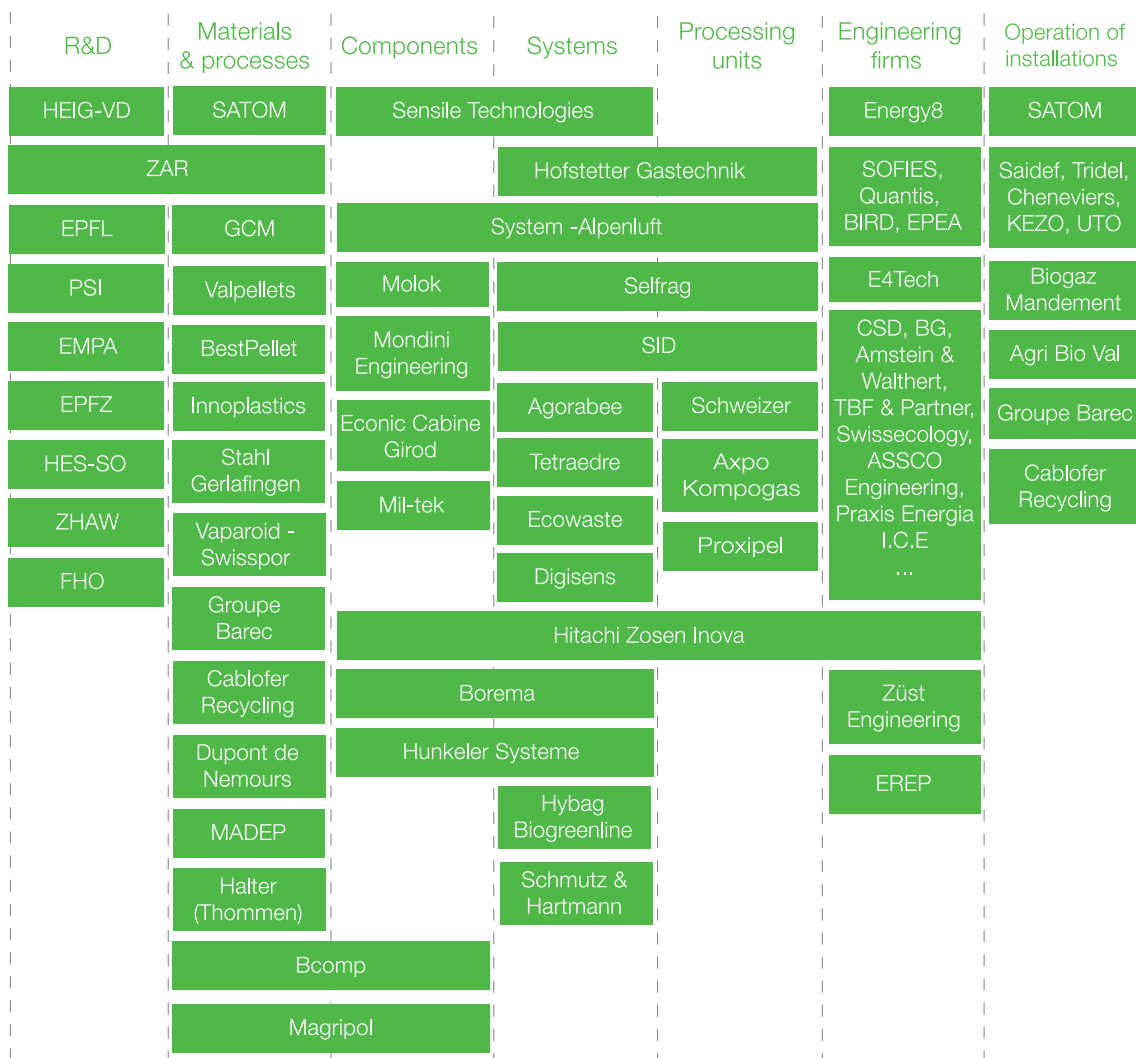 R&D
Materials
& processes
Components
Systems
Processing
units
Engineering
firms
Operation of
installations
HEIG-VD
SATOM
Sensile Technologies
Energy8
SATOM
ZAR
Hofstetter Gastechnik
SOFIES,
Quantis,
BIRD, EPEA
Saidef, Tridel,
Cheneviers,
KEZO, UTO
EPFL
GCM
System -Alpenluft
PSI
Valpellets
Molok
Selfrag
E4Tech
Biogaz
Mandement
EMPA
BestPellet
Mondini
Engineering
SID
CSD, BG,
Amstein &
Walthert,
TBF & Partner,
Swissecology,
ASSCO
Engineering,
Praxis Energia
I.C.E
...
Agri Bio Val
EPFZ
Innoplastics
Econic Cabine
Girod
Agorabee
Schweizer
Groupe Barec
HES-SO
Stahl
Gerlafingen
Mil-tek
Tetraedre
Axpo
Kompogas
Cablofer
Recycling
ZHAW
Vaparoid -
Swisspor
Ecowaste
Proxipel
FHO
Groupe
Barec
Digisens
Hitachi Zosen Inova
Cablofer
Recycling
Borema
Züst
Engineering
Dupont de
Nemours
Hunkeler Systeme
EREP
MADEP
Hybag
Biogreenline
Halter
(Thommen)
Schmutz &
Hartmann
Bcomp
Magripol